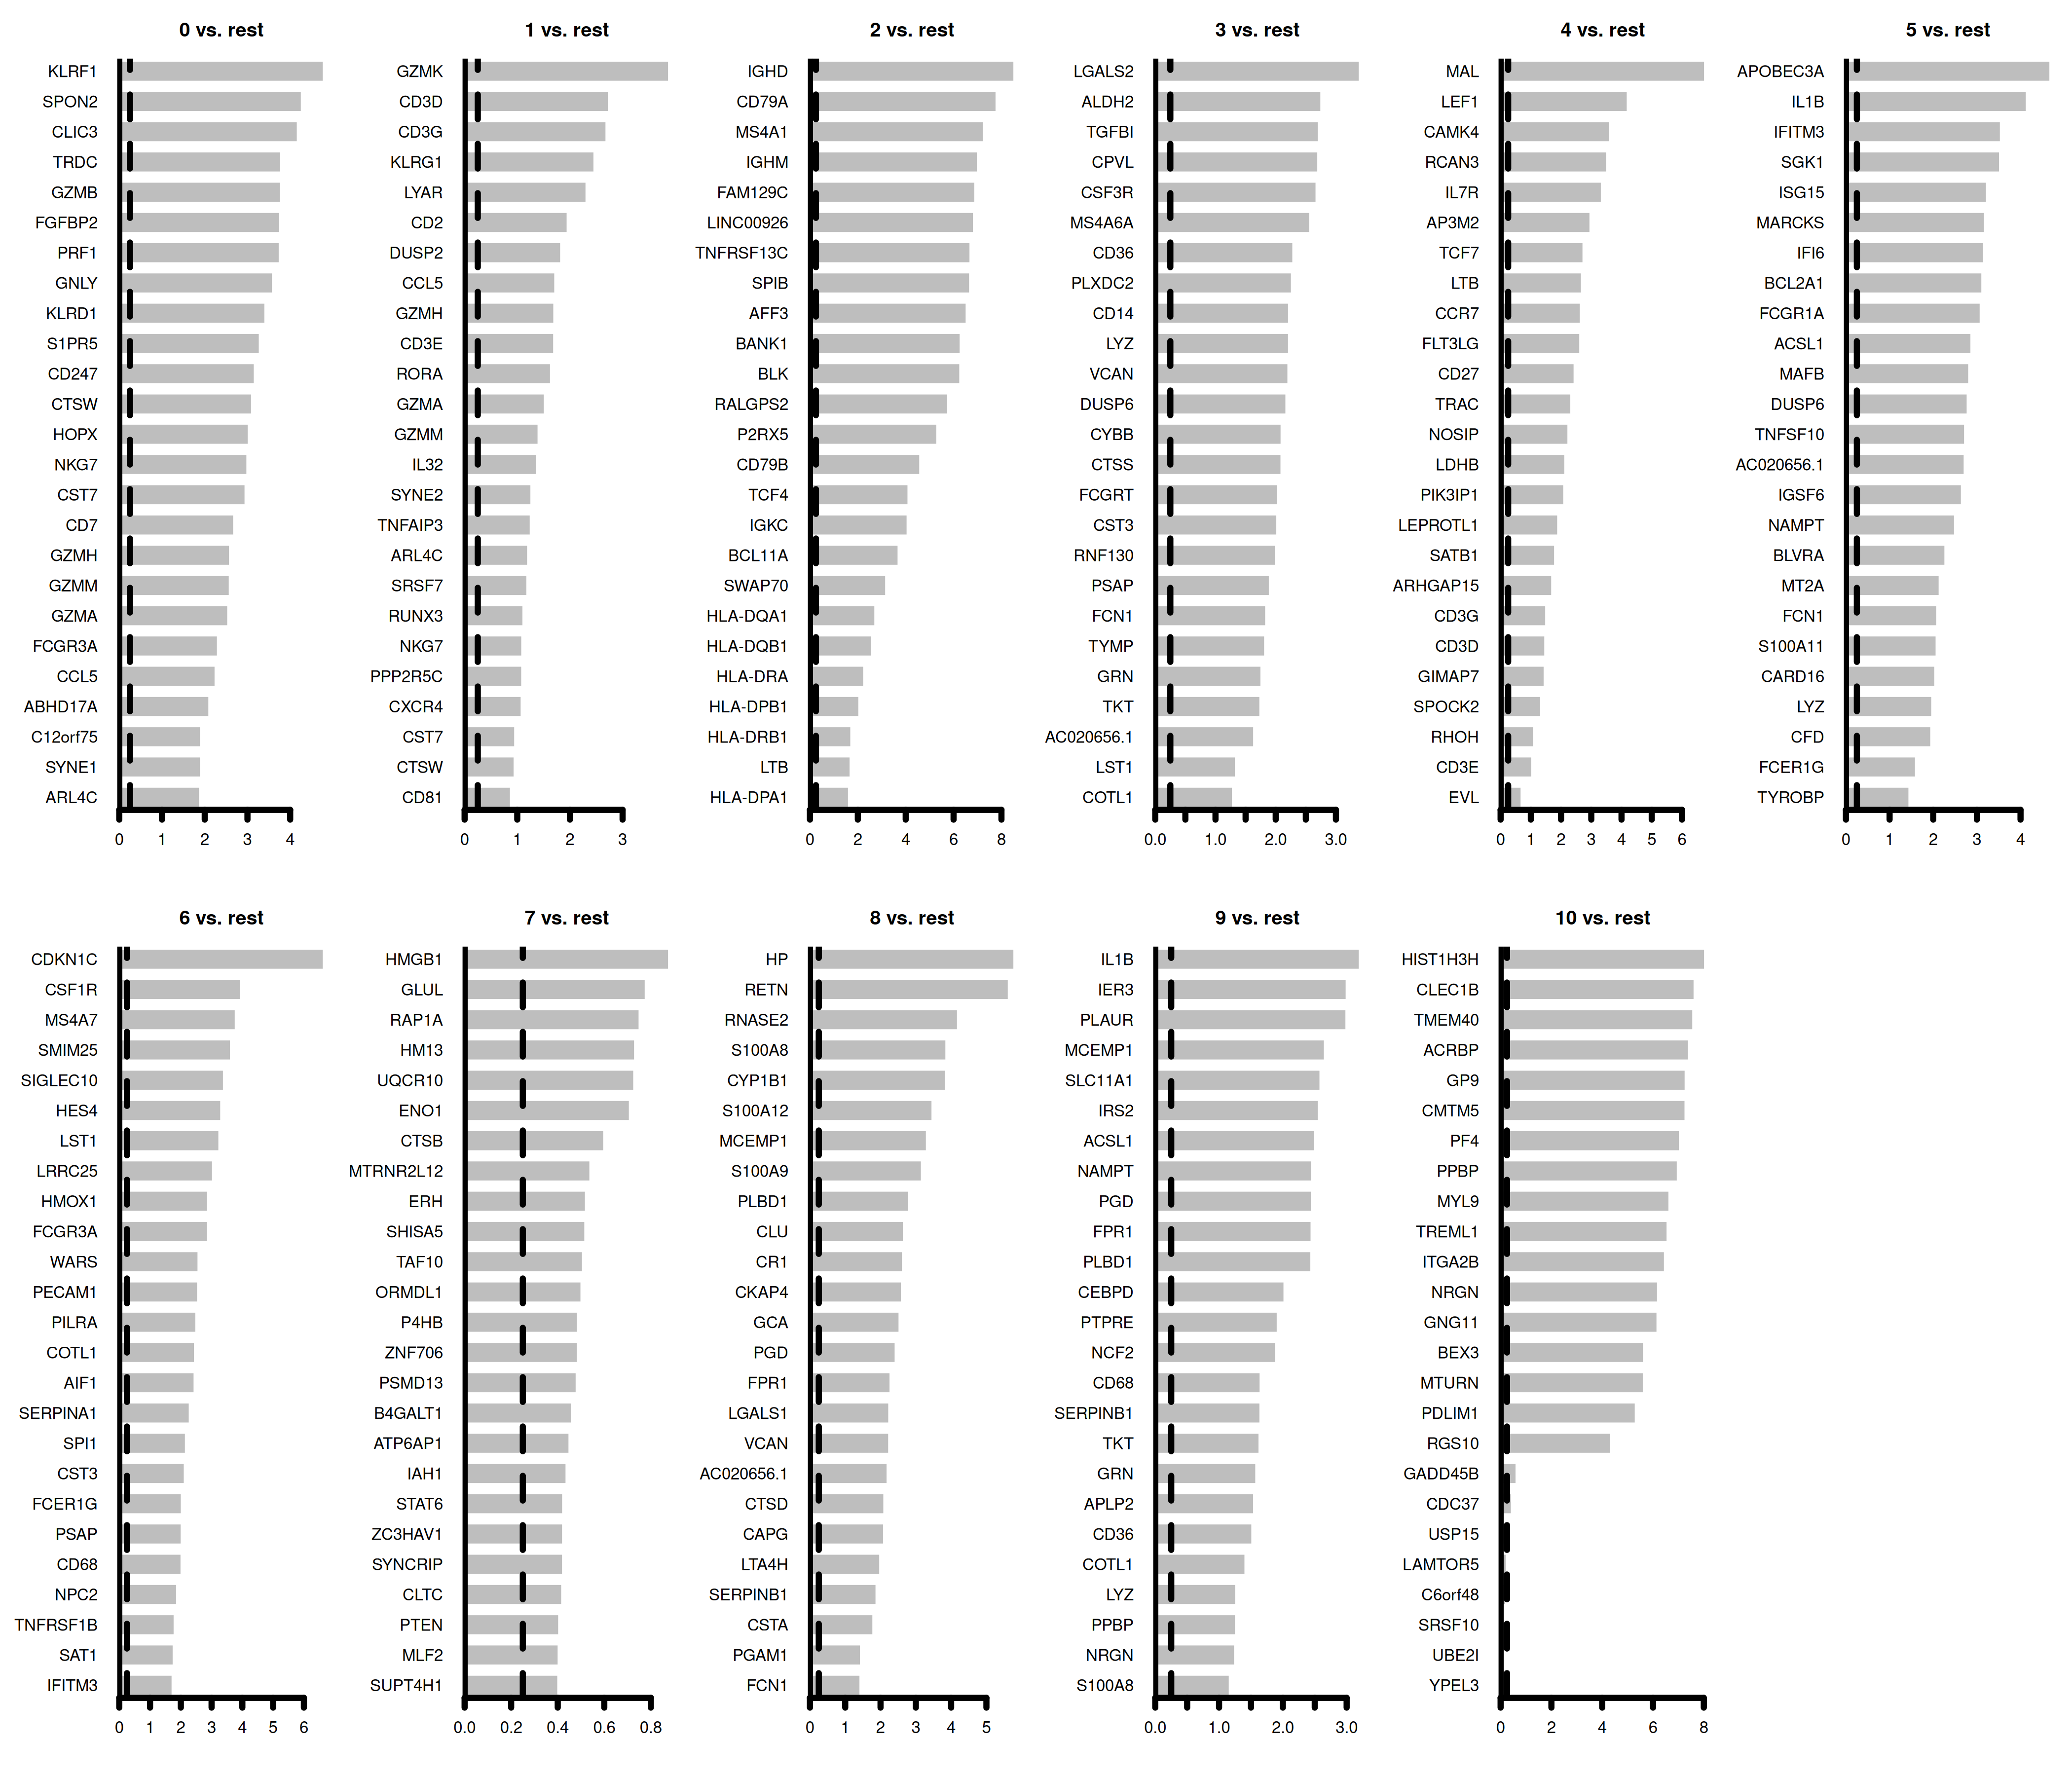 0 vs. rest
KLRF1
SPON2
CLIC3
TRDC
GZMB
FGFBP2
PRF1
GNLY
KLRD1
S1PR5
CD247
CTSW
HOPX
NKG7
CST7
CD7
GZMH
GZMM
GZMA
FCGR3A
CCL5
ABHD17A
C12orf75
SYNE1
ARL4C
0 1 2 3 4
1 vs. rest
GZMK
CD3D
CD3G
KLRG1
LYAR
CD2
DUSP2
CCL5
GZMH
CD3E
RORA
GZMA
GZMM
IL32
SYNE2
TNFAIP3
ARL4C
SRSF7
RUNX3
NKG7
PPP2R5C
CXCR4
CST7
CTSW
CD81
0 1 2 3
2 vs. rest
IGHD
CD79A
MS4A1
IGHM
FAM129C
LINC00926
TNFRSF13C
SPIB
AFF3
BANK1
BLK
RALGPS2
P2RX5
CD79B
TCF4
IGKC
BCL11A
SWAP70
HLA-DQA1
HLA-DQB1
HLA-DRA
HLA-DPB1
HLA-DRB1
LTB
HLA-DPA1
0 2 4 6 8
3 vs. rest
LGALS2
ALDH2
TGFBI
CPVL
CSF3R
MS4A6A
CD36
PLXDC2
CD14
LYZ
VCAN
DUSP6
CYBB
CTSS
FCGRT
CST3
RNF130
PSAP
FCN1
TYMP
GRN
TKT
AC020656.1
LST1
COTL1
0.0 1.0 2.0 3.0
4 vs. rest
MAL
LEF1
CAMK4
RCAN3
IL7R
AP3M2
TCF7
LTB
CCR7
FLT3LG
CD27
TRAC
NOSIP
LDHB
PIK3IP1
LEPROTL1
SATB1
ARHGAP15
CD3G
CD3D
GIMAP7
SPOCK2
RHOH
CD3E
EVL
0 1 2 3 4 5 6
5 vs. rest
APOBEC3A
IL1B
IFITM3
SGK1
ISG15
MARCKS
IFI6
BCL2A1
FCGR1A
ACSL1
MAFB
DUSP6
TNFSF10
AC020656.1
IGSF6
NAMPT
BLVRA
MT2A
FCN1
S100A11
CARD16
LYZ
CFD
FCER1G
TYROBP
0 1 2 3 4
6 vs. rest
CDKN1C
CSF1R
MS4A7
SMIM25
SIGLEC10
HES4
LST1
LRRC25
HMOX1
FCGR3A
WARS
PECAM1
PILRA
COTL1
AIF1
SERPINA1
SPI1
CST3
FCER1G
PSAP
CD68
NPC2
TNFRSF1B
SAT1
IFITM3
0 1 2 3 4 5 6
7 vs. rest
HMGB1
GLUL
RAP1A
HM13
UQCR10
ENO1
CTSB
MTRNR2L12
ERH
SHISA5
TAF10
ORMDL1
P4HB
ZNF706
PSMD13
B4GALT1
ATP6AP1
IAH1
STAT6
ZC3HAV1
SYNCRIP
CLTC
PTEN
MLF2
SUPT4H1
0.0 0.2 0.4 0.6 0.8
8 vs. rest
HP
RETN
RNASE2
S100A8
CYP1B1
S100A12
MCEMP1
S100A9
PLBD1
CLU
CR1
CKAP4
GCA
PGD
FPR1
LGALS1
VCAN
AC020656.1
CTSD
CAPG
LTA4H
SERPINB1
CSTA
PGAM1
FCN1
0 1 2 3 4 5
9 vs. rest
IL1B
IER3
PLAUR
MCEMP1
SLC11A1
IRS2
ACSL1
NAMPT
PGD
FPR1
PLBD1
CEBPD
PTPRE
NCF2
CD68
SERPINB1
TKT
GRN
APLP2
CD36
COTL1
LYZ
PPBP
NRGN
S100A8
0.0 1.0 2.0 3.0
10 vs. rest
HIST1H3H
CLEC1B
TMEM40
ACRBP
GP9
CMTM5
PF4
PPBP
MYL9
TREML1
ITGA2B
NRGN
GNG11
BEX3
MTURN
PDLIM1
RGS10
GADD45B
CDC37
USP15
LAMTOR5
C6orf48
SRSF10
UBE2I
YPEL3
0 2 4 6 8